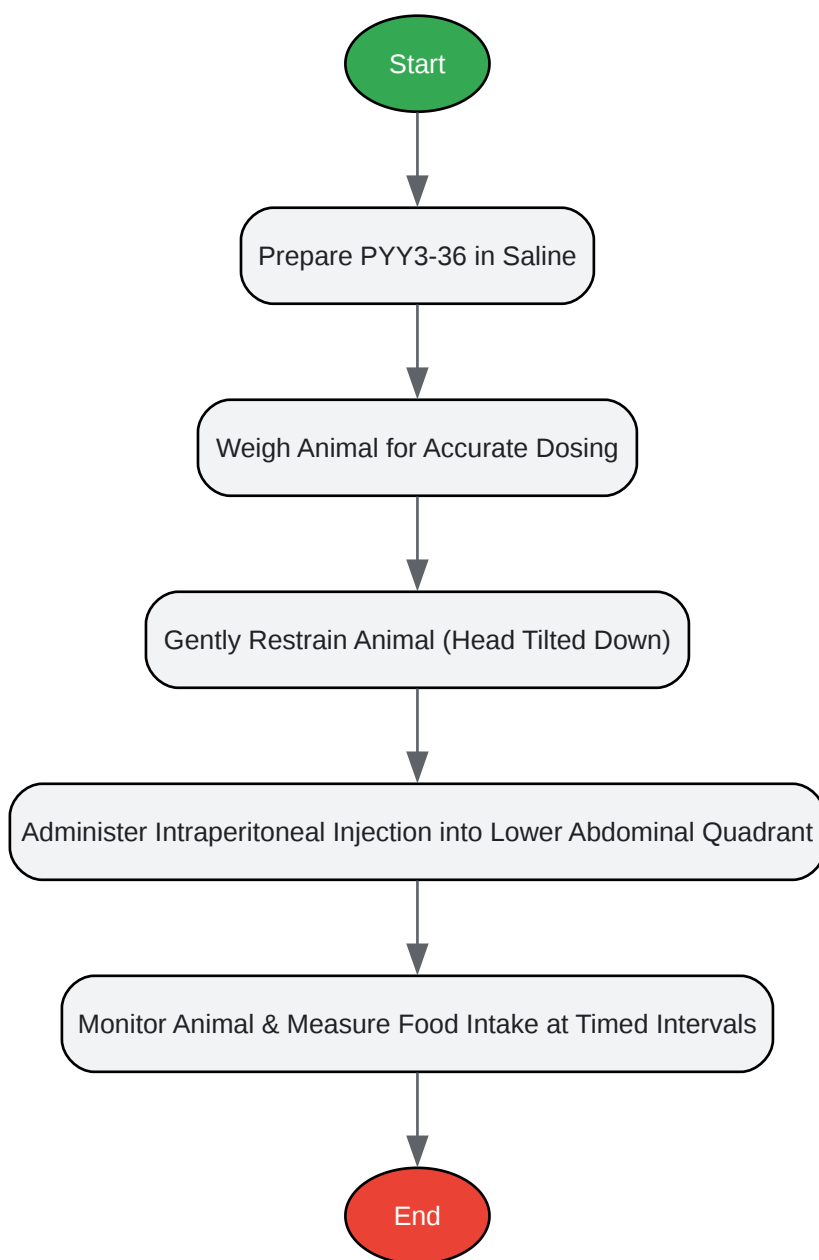 Start
Prepare PYY3-36 in Saline
Weigh Animal for Accurate Dosing
Gently Restrain Animal (Head Tilted Down)
Administer Intraperitoneal Injection into Lower Abdominal Quadrant
Monitor Animal & Measure Food Intake at Timed Intervals
End